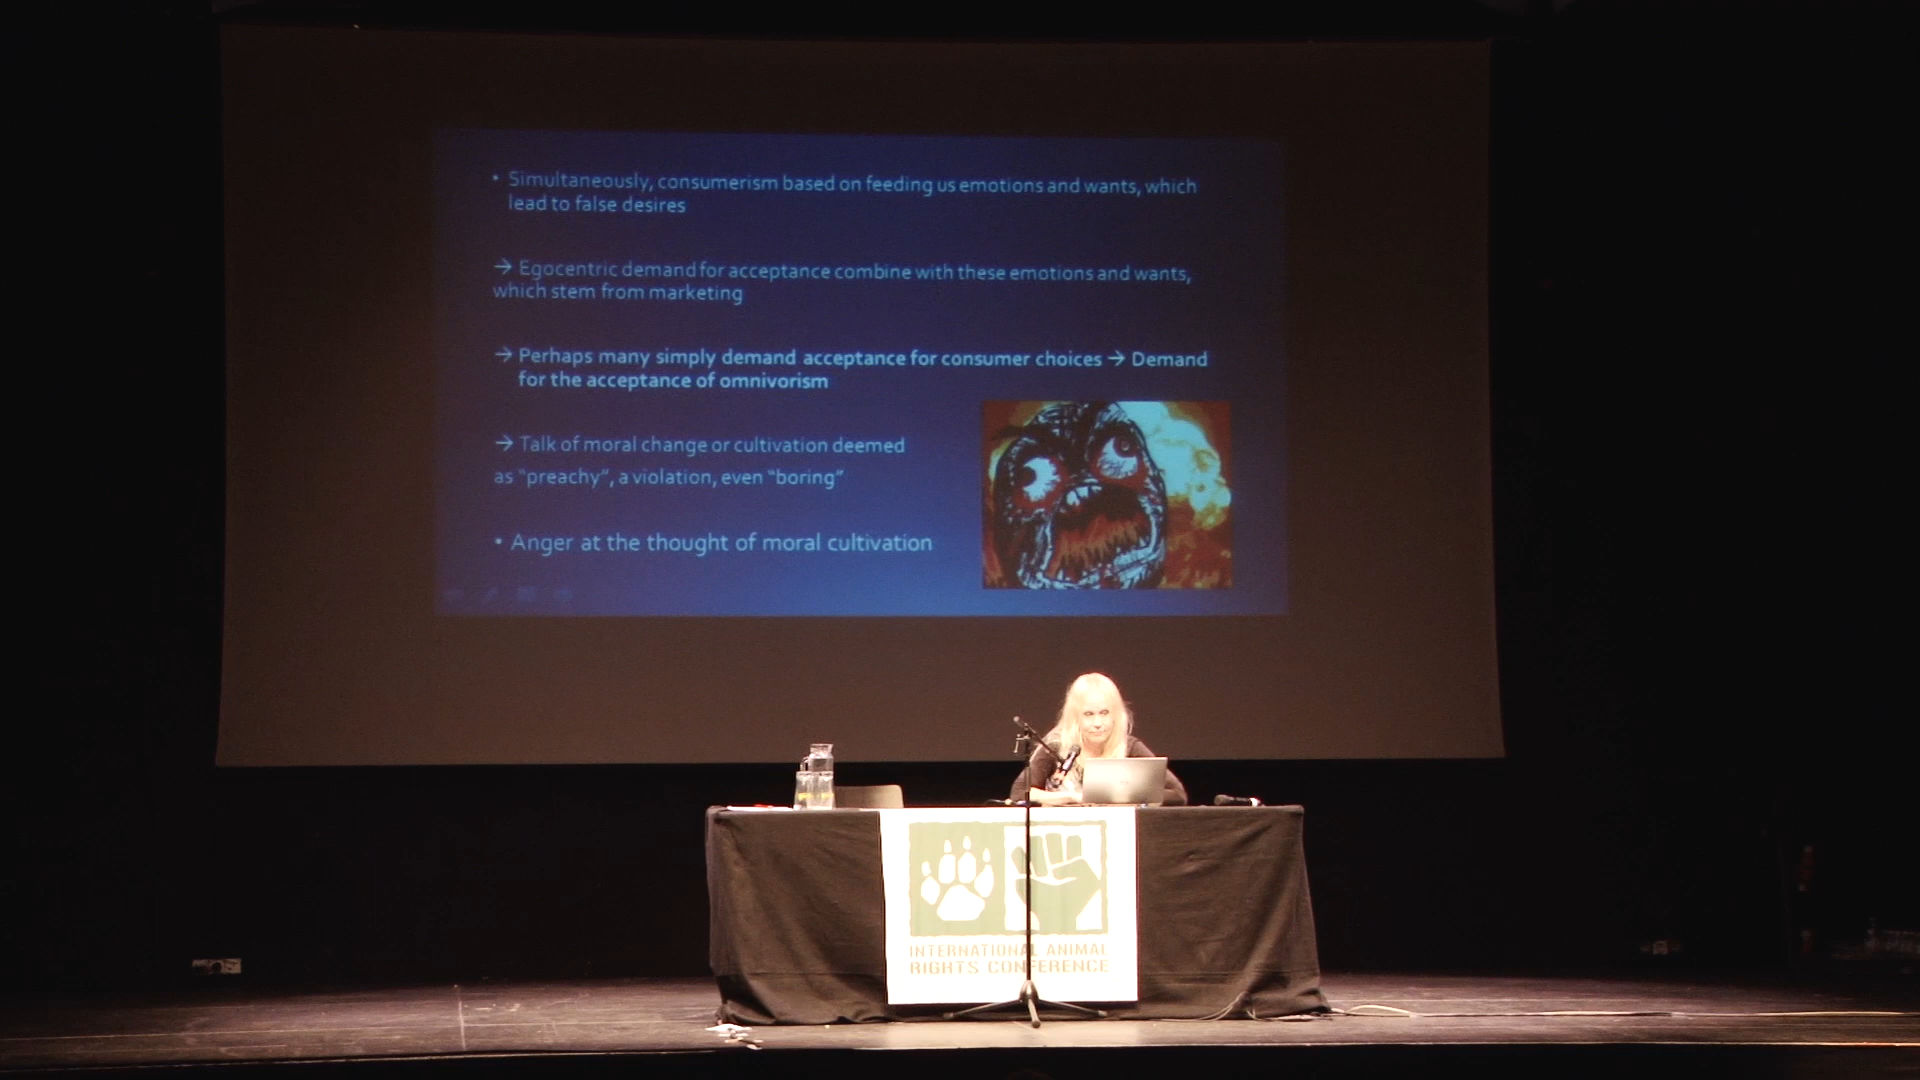 • Simultaneously, consumerism based on feeding us emotions and wants, which
lead to false desires
→ Egocentric demand for acceptance combine with these emotions and wants,
which stem from marketing
→ Perhaps many simply demand acceptance for consumer choices → Demand
for the acceptance of omnivorism
→ Talk of moral change or cultivation deemed
as "preachy", a violation, even "boring"
• Anger at the thought of moral cultivation
INTERNATIONAL ANIMAL
RIGHTS CONFERENCE